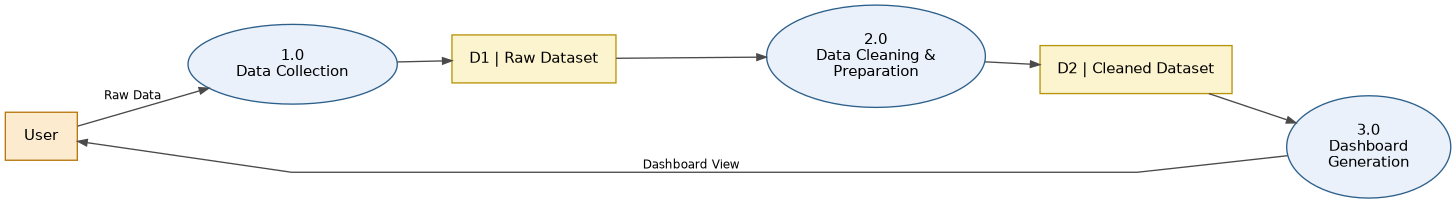 User
Raw Data
1.0
Data Collection
D1 | Raw Dataset
2.0
Data Cleaning &
Preparation
D2 | Cleaned Dataset
3.0
Dashboard
Generation
Dashboard View